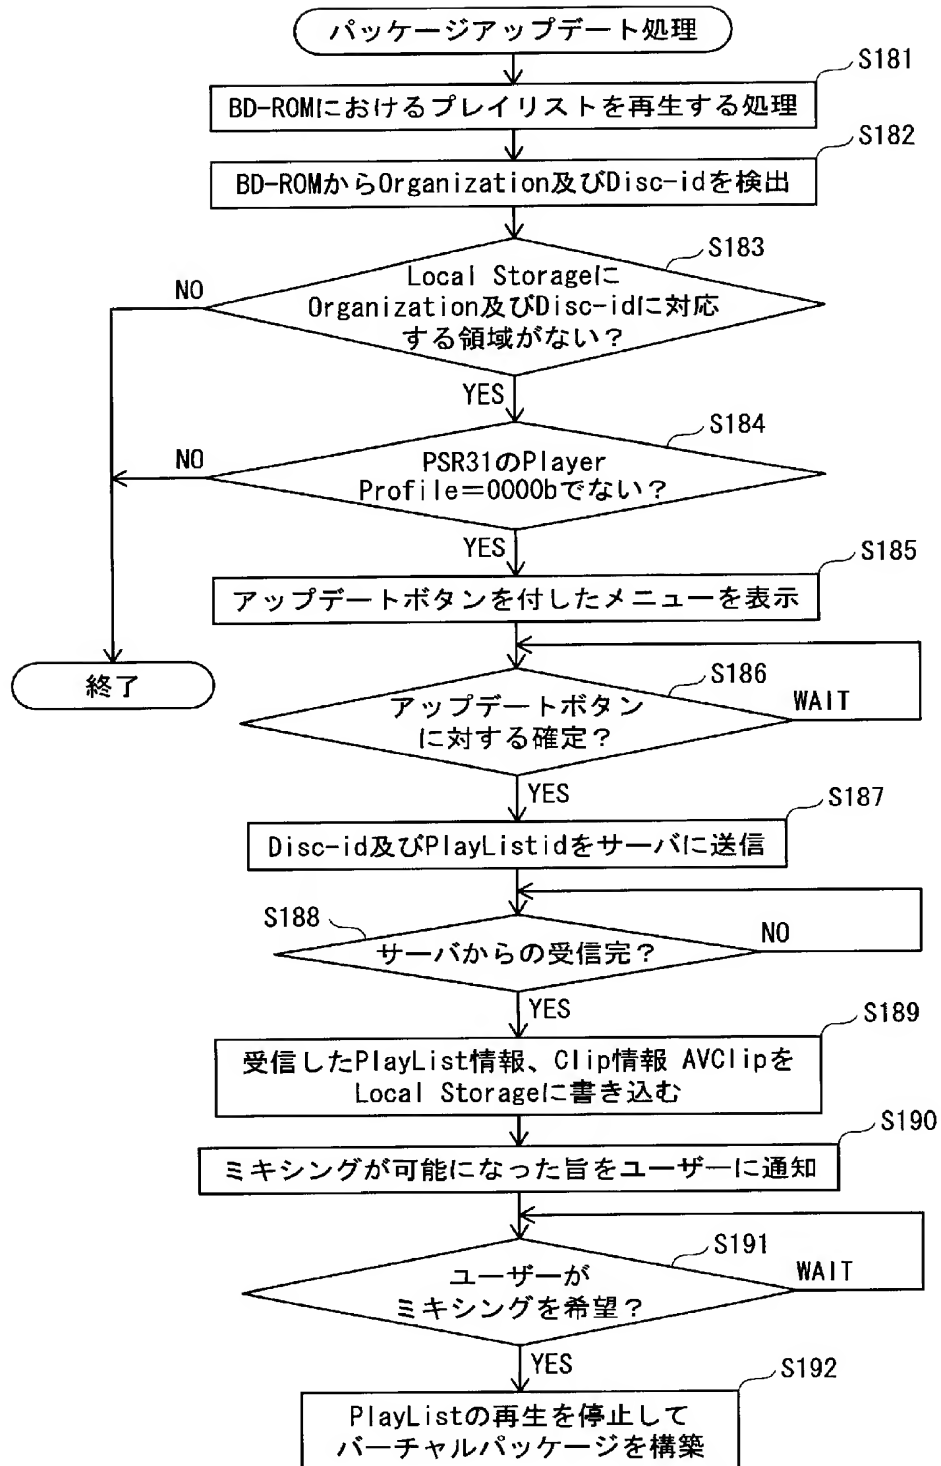 パッケージアップデート処理
S181
BD-ROMにおけるプレイリストを再生する処理
S182
BD-ROMからOrganization及びDisc-idを検出
S183
Local Storageに
Organization及びDisc-idに対応
する領域がない？
NO
YES
S184
PSR31のPlayer
Profile＝0000bでない？
NO
YES
S185
アップデートボタンを付したメニューを表示
終了
S186
アップデートボタン
に対する確定？
WAIT
YES
S187
Disc-id及びPlayListidをサーバに送信
S188
サーバからの受信完？
NO
YES
S189
受信したPlayList情報、Clip情報 AVClipを
Local Storageに書き込む
S190
ミキシングが可能になった旨をユーザーに通知
S191
ユーザーが
ミキシングを希望？
WAIT
YES
S192
PlayListの再生を停止して
バーチャルパッケージを構築